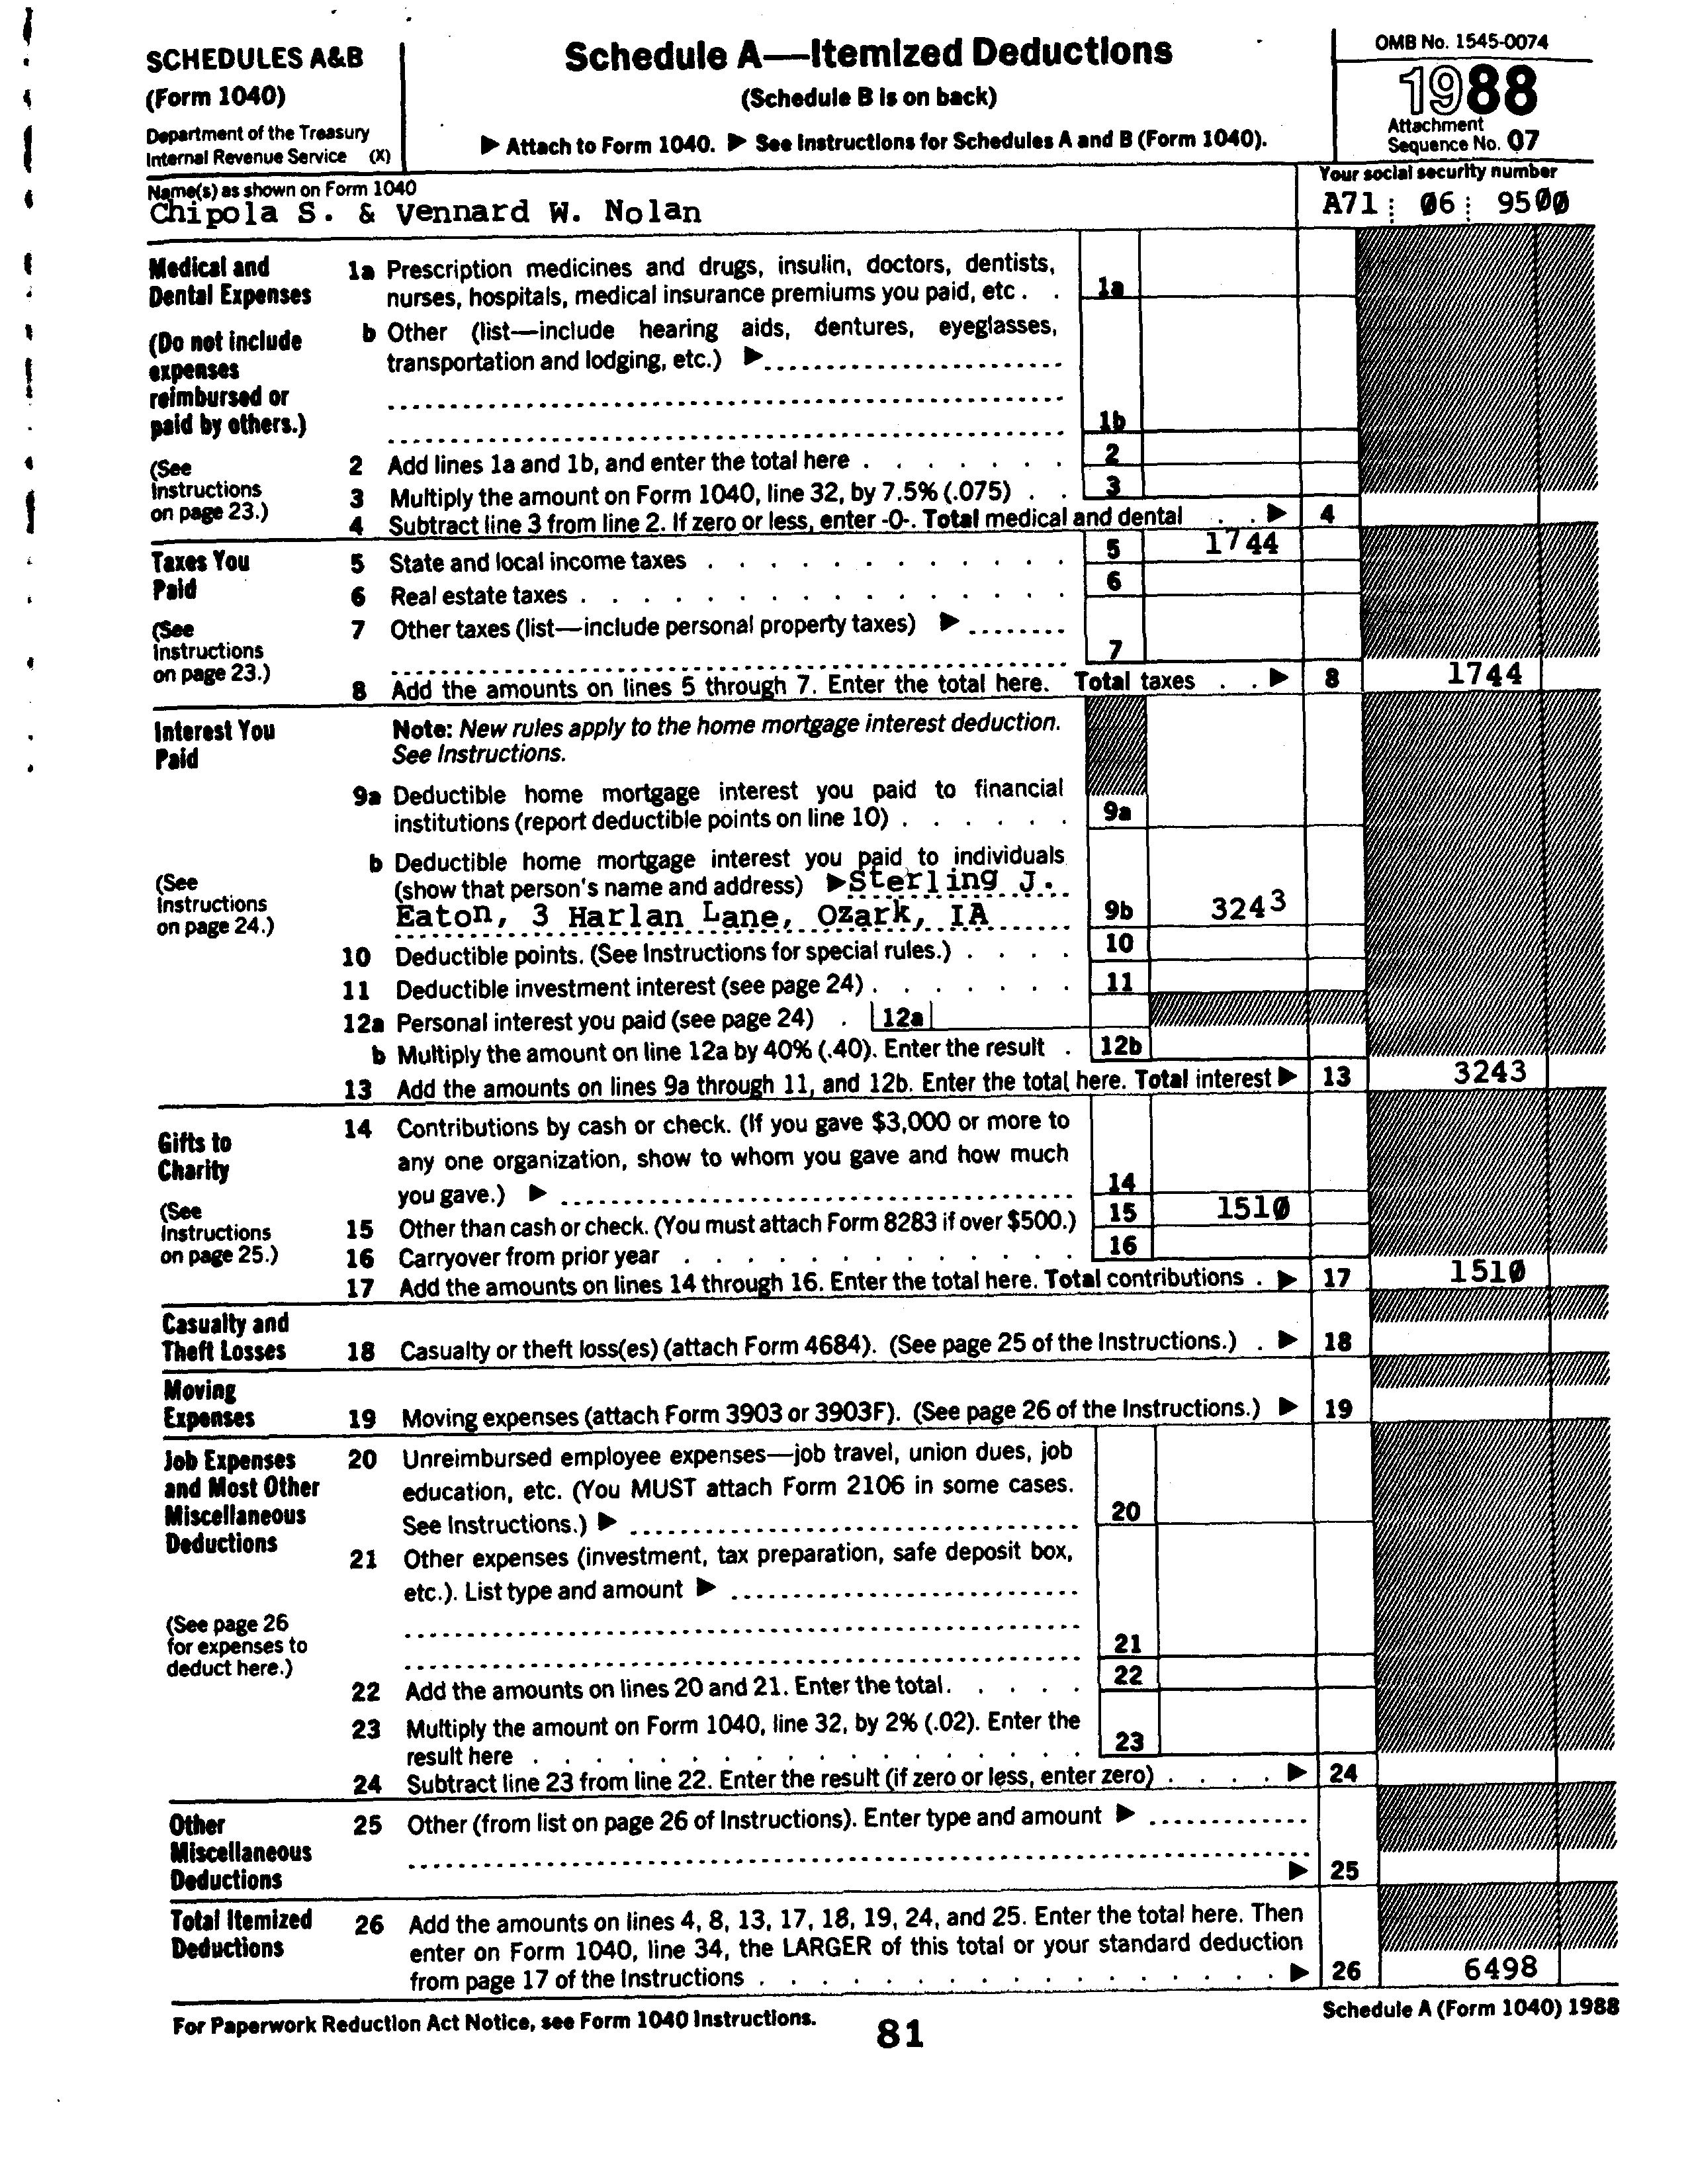 SCHEDULES A&B
(Form 1040)
Department of the Treasury
Internal Revenue Service (X)
Schedule A—Itemized Deductions
(Schedule B is on back)
▶ Attach to Form 1040. ▶ See Instructions for Schedules A and B (Form 1040).
OMB No. 1545-0074
1988
Attachment
Sequence No. 07
Name(s) as shown on Form 1040
Chipola S. & Vennard W. Nolan
Your social security number
A71 06 9500
Medical and
Dental Expenses
(Do not include
expenses
reimbursed or
paid by others.)
(See
Instructions
on page 23.)
1a Prescription medicines and drugs, insulin, doctors, dentists,
nurses, hospitals, medical insurance premiums you paid, etc . . 1a
b Other (list—include hearing aids, dentures, eyeglasses,
transportation and lodging, etc.) ▶
1b
2 Add lines 1a and 1b, and enter the total here . . . . . . . 2
3 Multiply the amount on Form 1040, line 32, by 7.5% (.075) . . 3
4 Subtract line 3 from line 2. If zero or less, enter -0-. Total medical and dental . . ▶ 4
Taxes You
Paid
(See
Instructions
on page 23.)
5 State and local income taxes . . . . . . . . . . . . 5 1744
6 Real estate taxes . . . . . . . . . . . . . . . . 6
7 Other taxes (list—include personal property taxes) ▶
7
8 Add the amounts on lines 5 through 7. Enter the total here. Total taxes . . ▶ 8 1744
Interest You
Paid
(See
Instructions
on page 24.)
Note: New rules apply to the home mortgage interest deduction.
See Instructions.
9a Deductible home mortgage interest you paid to financial
institutions (report deductible points on line 10) . . . . . . 9a
b Deductible home mortgage interest you paid to individuals
(show that person's name and address) ▶ Sterling J.
Eaton, 3 Harlan Lane, Ozark, IA 9b 3243
10 Deductible points. (See Instructions for special rules.) . . . . 10
11 Deductible investment interest (see page 24) . . . . . . . 11
12a Personal interest you paid (see page 24) . 12a
b Multiply the amount on line 12a by 40% (.40). Enter the result . 12b
13 Add the amounts on lines 9a through 11, and 12b. Enter the total here. Total interest ▶ 13 3243
Gifts to
Charity
(See
Instructions
on page 25.)
14 Contributions by cash or check. (If you gave $3,000 or more to
any one organization, show to whom you gave and how much
you gave.) ▶ 14
15 Other than cash or check. (You must attach Form 8283 if over $500.) 15 1510
16 Carryover from prior year . . . . . . . . . . . . . 16
17 Add the amounts on lines 14 through 16. Enter the total here. Total contributions . ▶ 17 1510
Casualty and
Theft Losses
18 Casualty or theft loss(es) (attach Form 4684). (See page 25 of the Instructions.) . ▶ 18
Moving
Expenses
19 Moving expenses (attach Form 3903 or 3903F). (See page 26 of the Instructions.) ▶ 19
Job Expenses
and Most Other
Miscellaneous
Deductions
(See page 26
for expenses to
deduct here.)
20 Unreimbursed employee expenses—job travel, union dues, job
education, etc. (You MUST attach Form 2106 in some cases.
See Instructions.) ▶ 20
21 Other expenses (investment, tax preparation, safe deposit box,
etc.). List type and amount ▶
21
22 Add the amounts on lines 20 and 21. Enter the total. . . . . 22
23 Multiply the amount on Form 1040, line 32, by 2% (.02). Enter the
result here . . . . . . . . . . . . . . . . . . 23
24 Subtract line 23 from line 22. Enter the result (if zero or less, enter zero) . . . . ▶ 24
Other
Miscellaneous
Deductions
25 Other (from list on page 26 of Instructions). Enter type and amount ▶
▶ 25
Total Itemized
Deductions
26 Add the amounts on lines 4, 8, 13, 17, 18, 19, 24, and 25. Enter the total here. Then
enter on Form 1040, line 34, the LARGER of this total or your standard deduction
from page 17 of the Instructions . . . . . . . . . . . . . . . . . ▶ 26 6498
For Paperwork Reduction Act Notice, see Form 1040 Instructions.
81
Schedule A (Form 1040) 1988